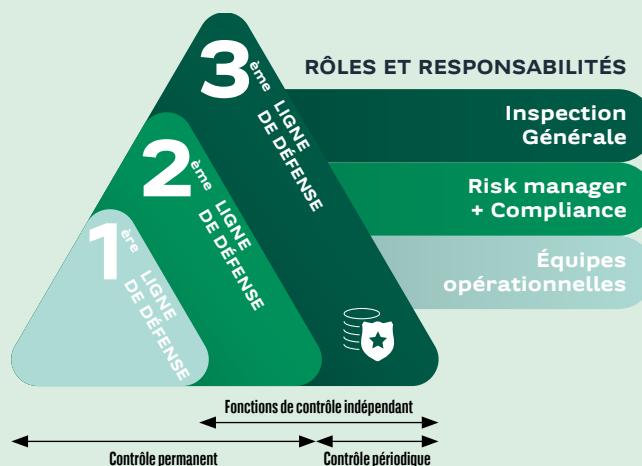 RÔLES ET RESPONSABILITÉS
3ème LIGNE
DE DÉFENSE
Inspection
Générale
2ème LIGNE
DE DÉFENSE
Risk manager
+ Compliance
1ère LIGNE
DE DÉFENSE
Équipes
opérationnelles
Fonctions de contrôle indépendant
Contrôle permanent
Contrôle périodique